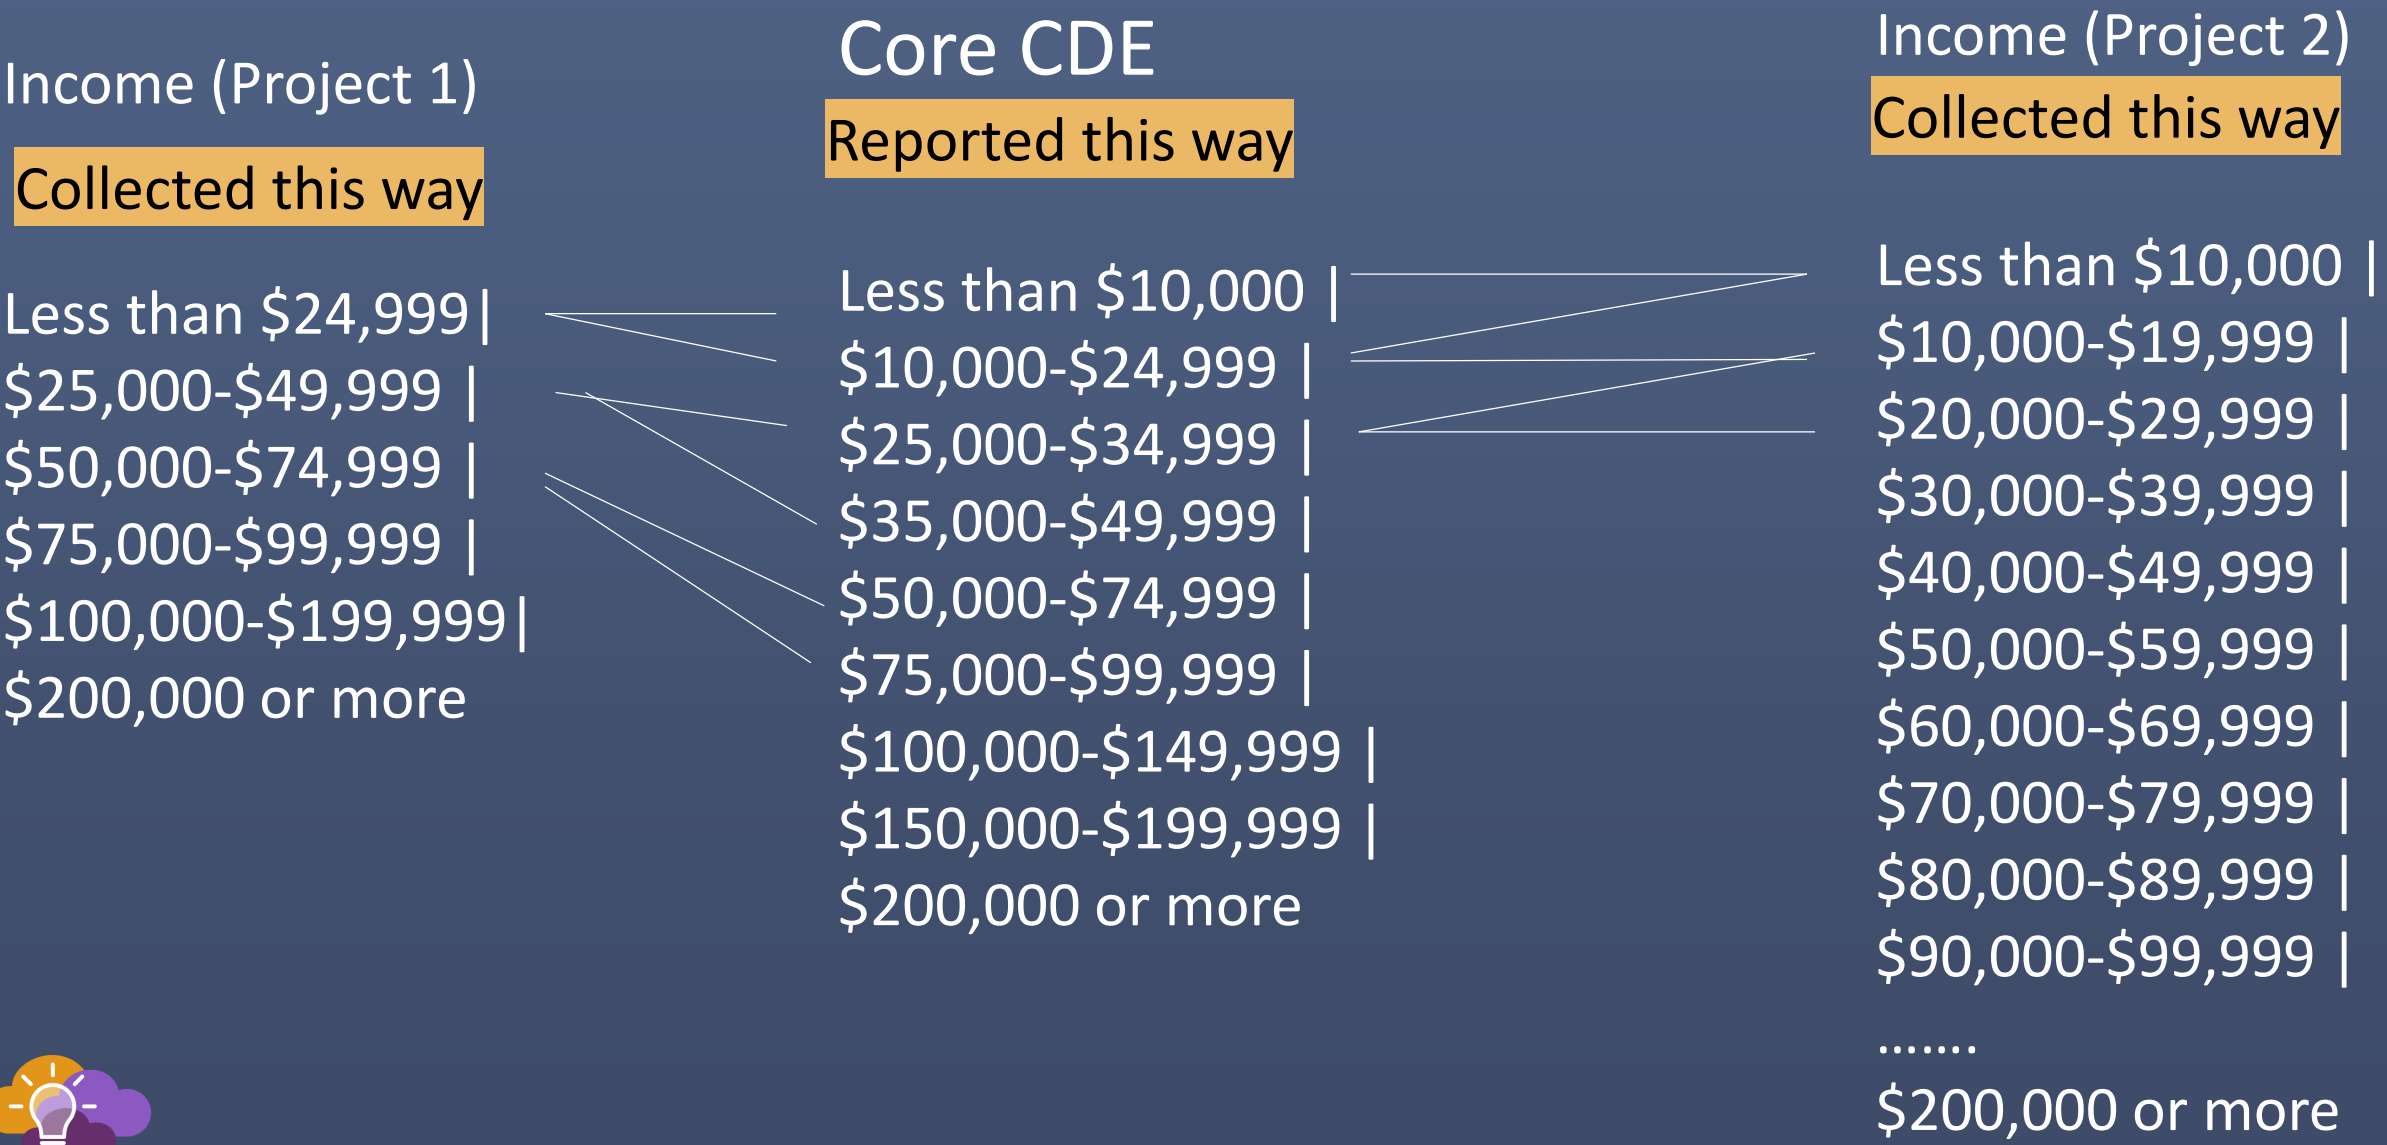 Income (Project 1)
Collected this way
Less than $24,999|
$25,000-$49,999 |
$50,000-$74,999 |
$75,000-$99,999 |
$100,000-$199,999|
$200,000 or more
Core CDE
Reported this way
Less than $10,000 |
$10,000-$24,999 |
$25,000-$34,999 |
$35,000-$49,999 |
$50,000-$74,999 |
$75,000-$99,999 |
$100,000-$149,999 |
$150,000-$199,999 |
$200,000 or more
Income (Project 2)
Collected this way
Less than $10,000 |
$10,000-$19,999 |
$20,000-$29,999 |
$30,000-$39,999 |
$40,000-$49,999 |
$50,000-$59,999 |
$60,000-$69,999 |
$70,000-$79,999 |
$80,000-$89,999 |
$90,000-$99,999 |
.......
$200,000 or more